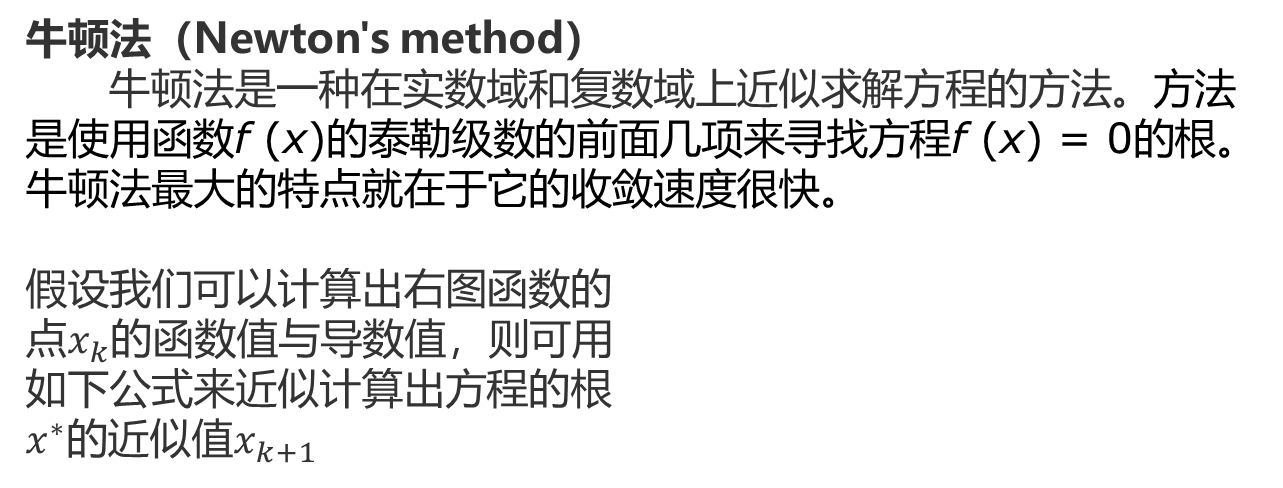 牛顿法（Newton's method）
牛顿法是一种在实数域和复数域上近似求解方程的方法。方法
是使用函数f (x)的泰勒级数的前面几项来寻找方程f (x) = 0的根。
牛顿法最大的特点就在于它的收敛速度很快。
假设我们可以计算出右图函数的
点xₖ的函数值与导数值，则可用
如下公式来近似计算出方程的根
x*的近似值xₖ₊₁